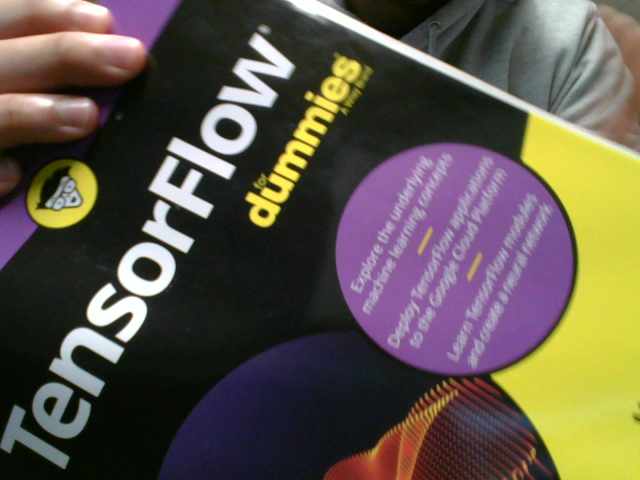 TensorFlow®
for
dummies®
A Wiley Brand
Explore the underlying
machine learning concepts
Deploy TensorFlow applications
to the Google Cloud Platform
Learn TensorFlow modules
and create a neural network